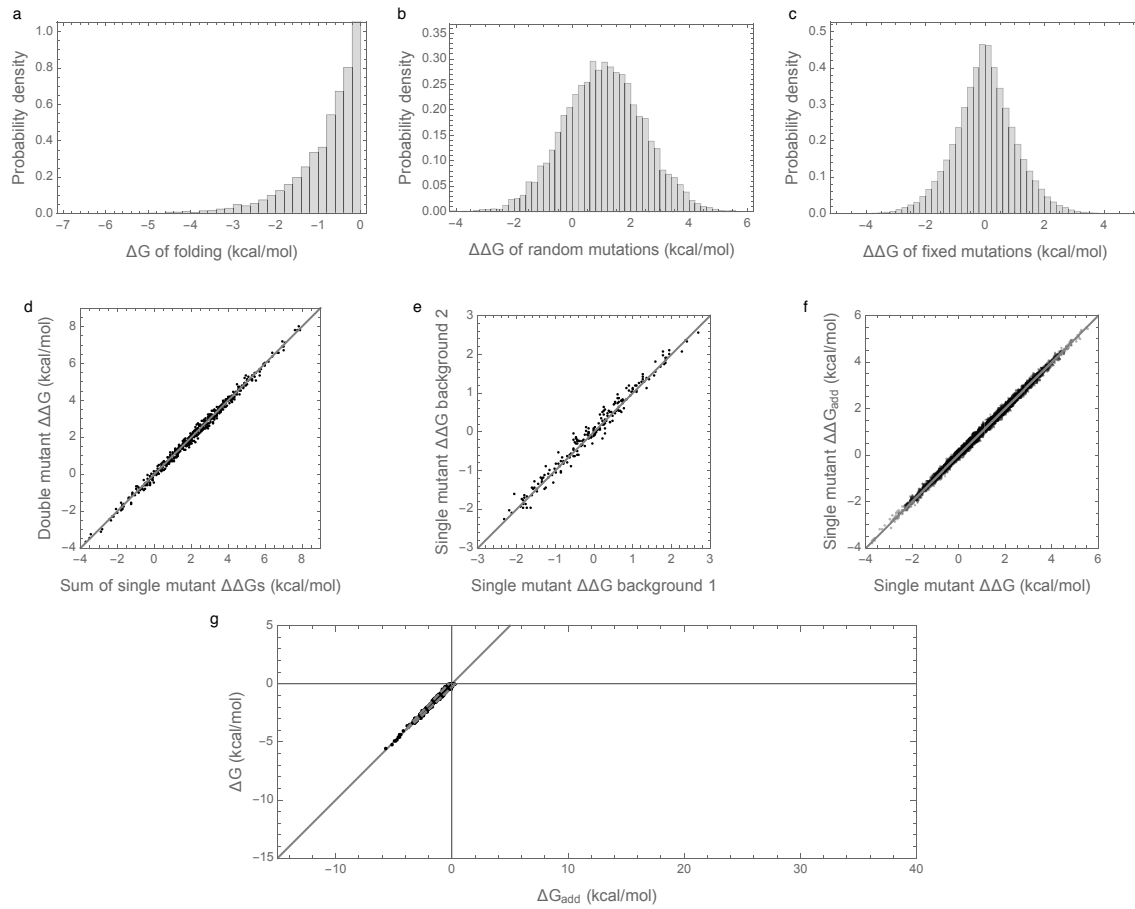 a
Probability density
1.0
0.8
0.6
0.4
0.2
0.0
−7 −6 −5 −4 −3 −2 −1 0
ΔG of folding (kcal/mol)
b
Probability density
0.35
0.30
0.25
0.20
0.15
0.10
0.05
0.00
−2 0 2 4 6
ΔΔG of random mutations (kcal/mol)
c
Probability density
0.5
0.4
0.3
0.2
0.1
0.0
−4 −2 0 2 4
ΔΔG of fixed mutations (kcal/mol)
d
Double mutant ΔΔG (kcal/mol)
8
6
4
2
0
−2
−4
−4 −2 0 2 4 6 8
Sum of single mutant ΔΔGs (kcal/mol)
e
Single mutant ΔΔG background 2
3
2
1
0
−1
−2
−3
−3 −2 −1 0 1 2 3
Single mutant ΔΔG background 1
f
Single mutant ΔΔGadd (kcal/mol)
6
4
2
0
−2
−4
−4 −2 0 2 4 6
Single mutant ΔΔG (kcal/mol)
g
ΔG (kcal/mol)
5
0
−5
−10
−15
−10 0 10 20 30 40
ΔGadd (kcal/mol)